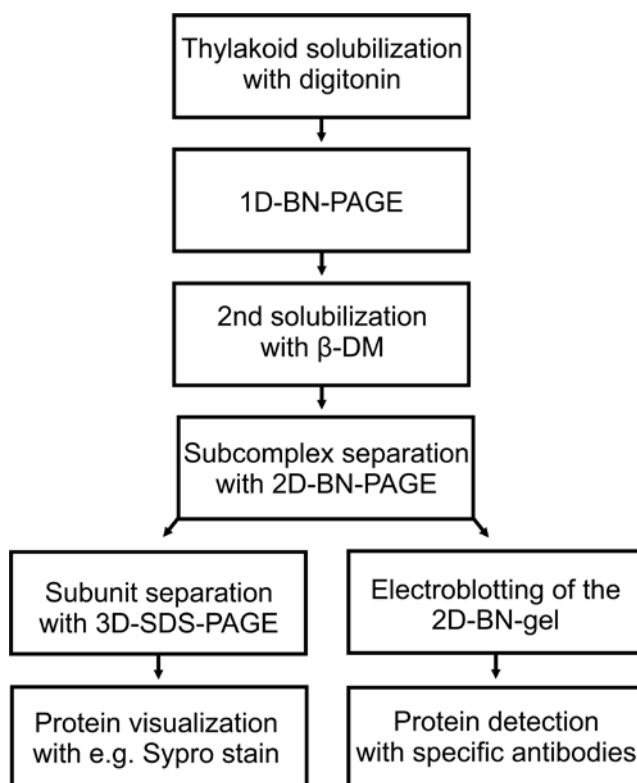 Thylakoid solubilization
with digitonin
1D-BN-PAGE
2nd solubilization
with β-DM
Subcomplex separation
with 2D-BN-PAGE
Subunit separation
with 3D-SDS-PAGE
Electroblotting of the
2D-BN-gel
Protein visualization
with e.g. Sypro stain
Protein detection
with specific antibodies